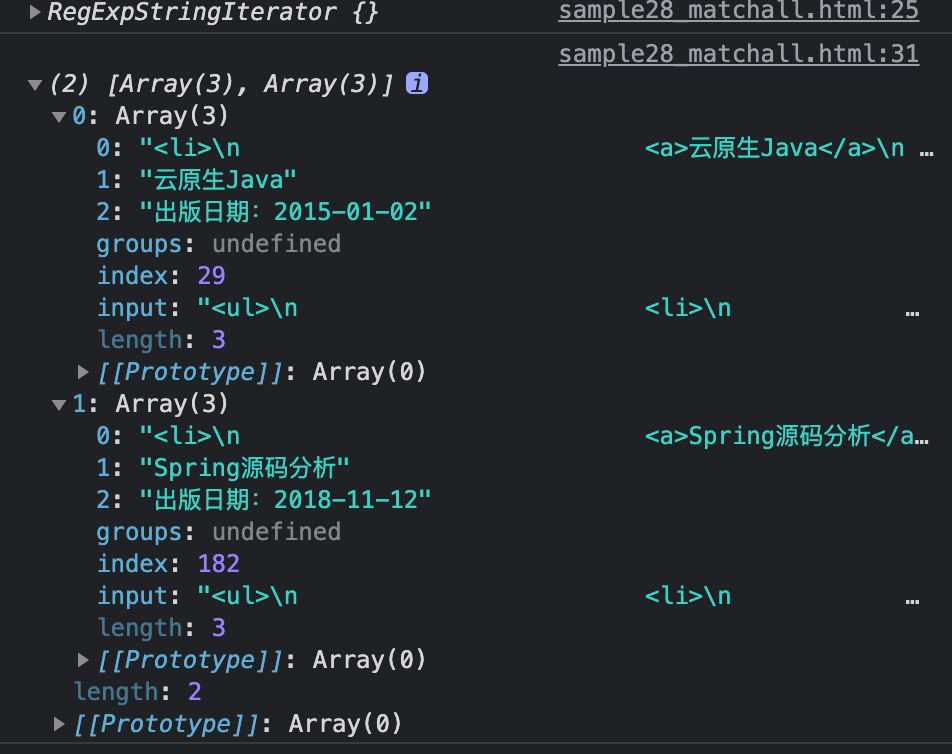 RegExpStringIterator {} sample28_matchall.html:25
sample28_matchall.html:31
(2) [Array(3), Array(3)] i
0: Array(3)
0: "<li>\n <a>云原生Java</a>\n …
1: "云原生Java"
2: "出版日期：2015-01-02"
groups: undefined
index: 29
input: "<ul>\n <li>\n …
length: 3
[[Prototype]]: Array(0)
1: Array(3)
0: "<li>\n <a>Spring源码分析</a…
1: "Spring源码分析"
2: "出版日期：2018-11-12"
groups: undefined
index: 182
input: "<ul>\n <li>\n …
length: 3
[[Prototype]]: Array(0)
length: 2
[[Prototype]]: Array(0)